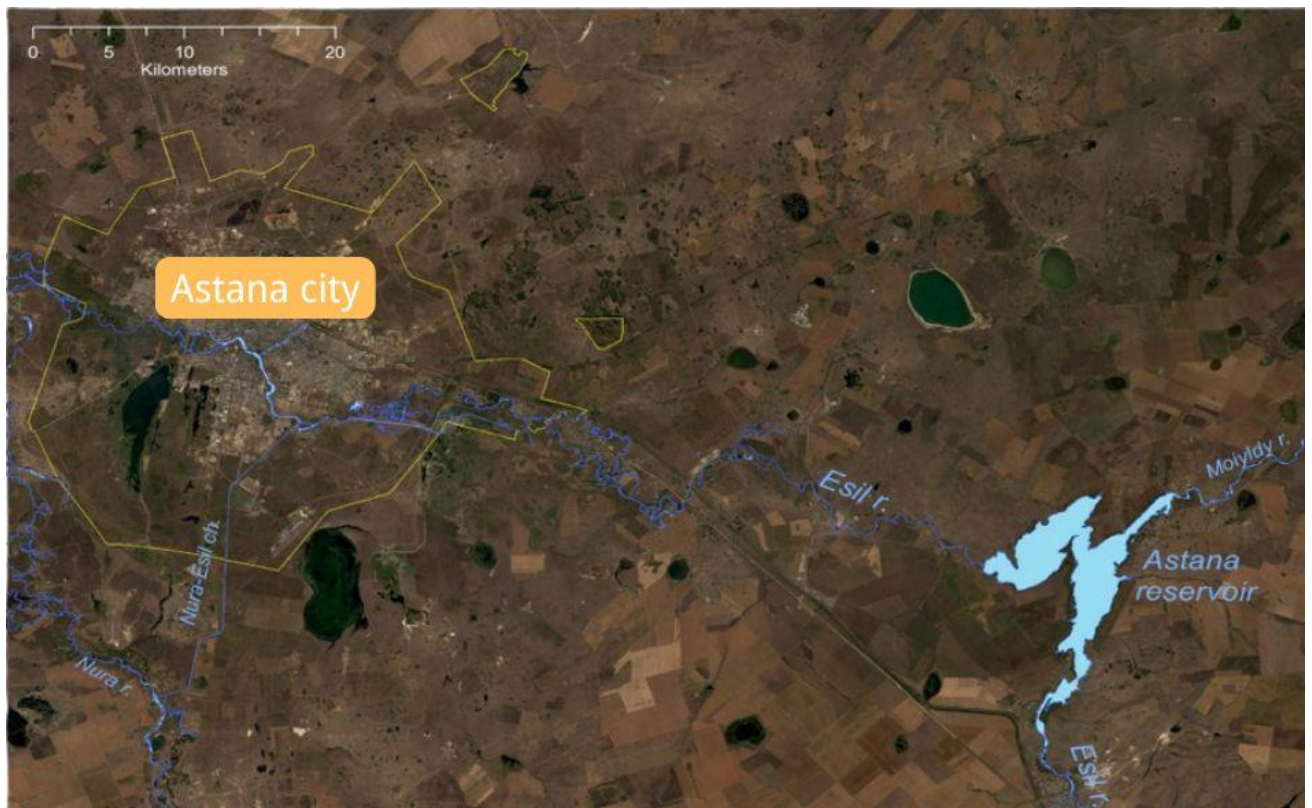 0 5 10 20
Kilometers
Astana city
Esil r.
Moiyldy r.
Astana
reservoir
Nura-Esil ch.
Nura r.
Esil r.